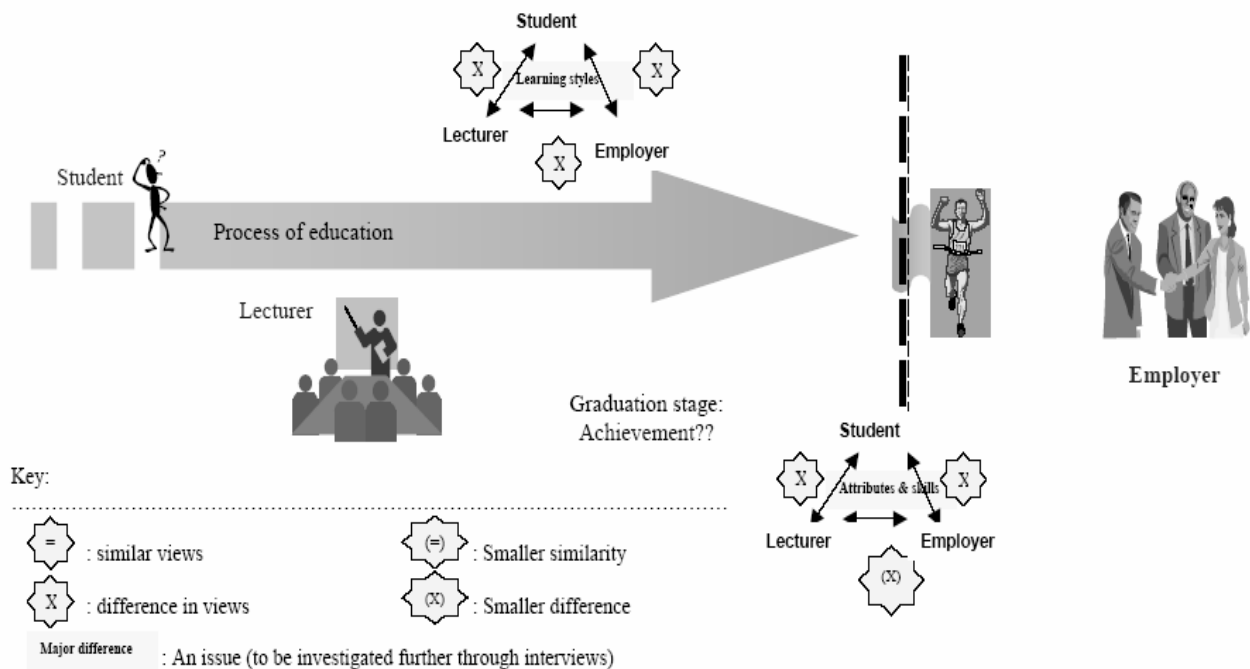 Student
X
X
Learning styles
Lecturer
Employer
X
Student
?
Process of education
Lecturer
Employer
Graduation stage:
Achievement??
Student
X
X
Attributes & skills
Lecturer
Employer
(X)
Key:
= : similar views
(=) : Smaller similarity
X : difference in views
(X) : Smaller difference
Major difference : An issue (to be investigated further through interviews)